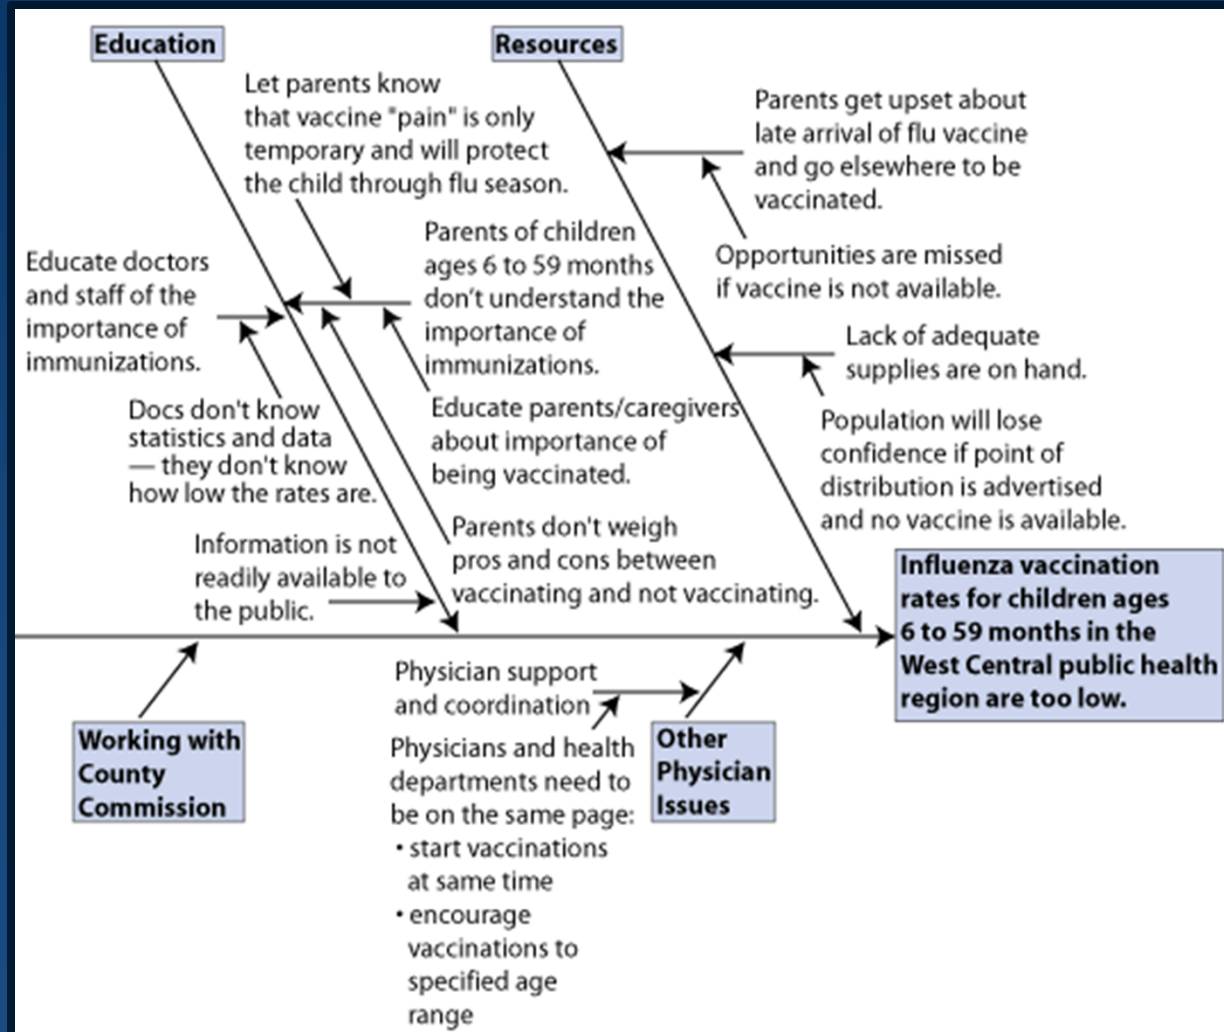 Education
Resources
Let parents know
that vaccine "pain" is only
temporary and will protect
the child through flu season.
Parents get upset about
late arrival of flu vaccine
and go elsewhere to be
vaccinated.
Opportunities are missed
if vaccine is not available.
Educate doctors
and staff of the
importance of
immunizations.
Parents of children
ages 6 to 59 months
don't understand the
importance of
immunizations.
Lack of adequate
supplies are on hand.
Docs don't know
statistics and data
— they don't know
how low the rates are.
Educate parents/caregivers
about importance of
being vaccinated.
Population will lose
confidence if point of
distribution is advertised
and no vaccine is available.
Information is not
readily available to
the public.
Parents don't weigh
pros and cons between
vaccinating and not vaccinating.
Influenza vaccination
rates for children ages
6 to 59 months in the
West Central public health
region are too low.
Working with
County
Commission
Physician support
and coordination
Physicians and health
departments need to
be on the same page:
• start vaccinations
at same time
• encourage
vaccinations to
specified age
range
Other
Physician
Issues